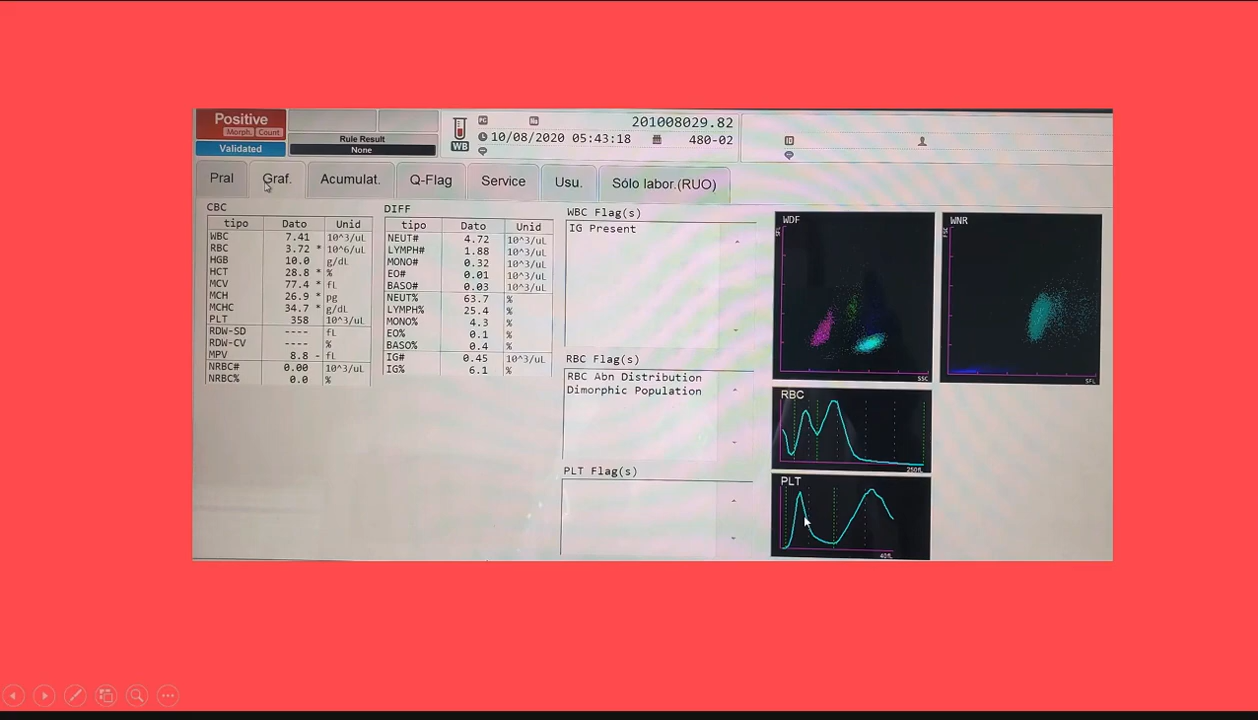 Positive
Morph. Count
Validated
Rule Result
None
WB
201008029.82
10/08/2020 05:43:18
480-02
ID
Pral
Graf.
Acumulat.
Q-Flag
Service
Usu.
Sólo labor.(RUO)
CBC
tipo Dato Unid
WBC 7.41 10^3/uL
RBC 3.72 * 10^6/uL
HGB 10.0 g/dL
HCT 28.8 * %
MCV 77.4 * fL
MCH 26.9 * pg
MCHC 34.7 * g/dL
PLT 358 10^3/uL
RDW-SD ---- fL
RDW-CV ---- %
MPV 8.8 - fL
NRBC# 0.00 10^3/uL
NRBC% 0.0 %
DIFF
tipo Dato Unid
NEUT# 4.72 10^3/uL
LYMPH# 1.88 10^3/uL
MONO# 0.32 10^3/uL
EO# 0.01 10^3/uL
BASO# 0.03 10^3/uL
NEUT% 63.7 %
LYMPH% 25.4 %
MONO% 4.3 %
EO% 0.1 %
BASO% 0.4 %
IG# 0.45 10^3/uL
IG% 6.1 %
WBC Flag(s)
IG Present
RBC Flag(s)
RBC Abn Distribution
Dimorphic Population
PLT Flag(s)
WDF
SFL
SSC
WNR
FSC
SFL
RBC
250fL
PLT
40fL